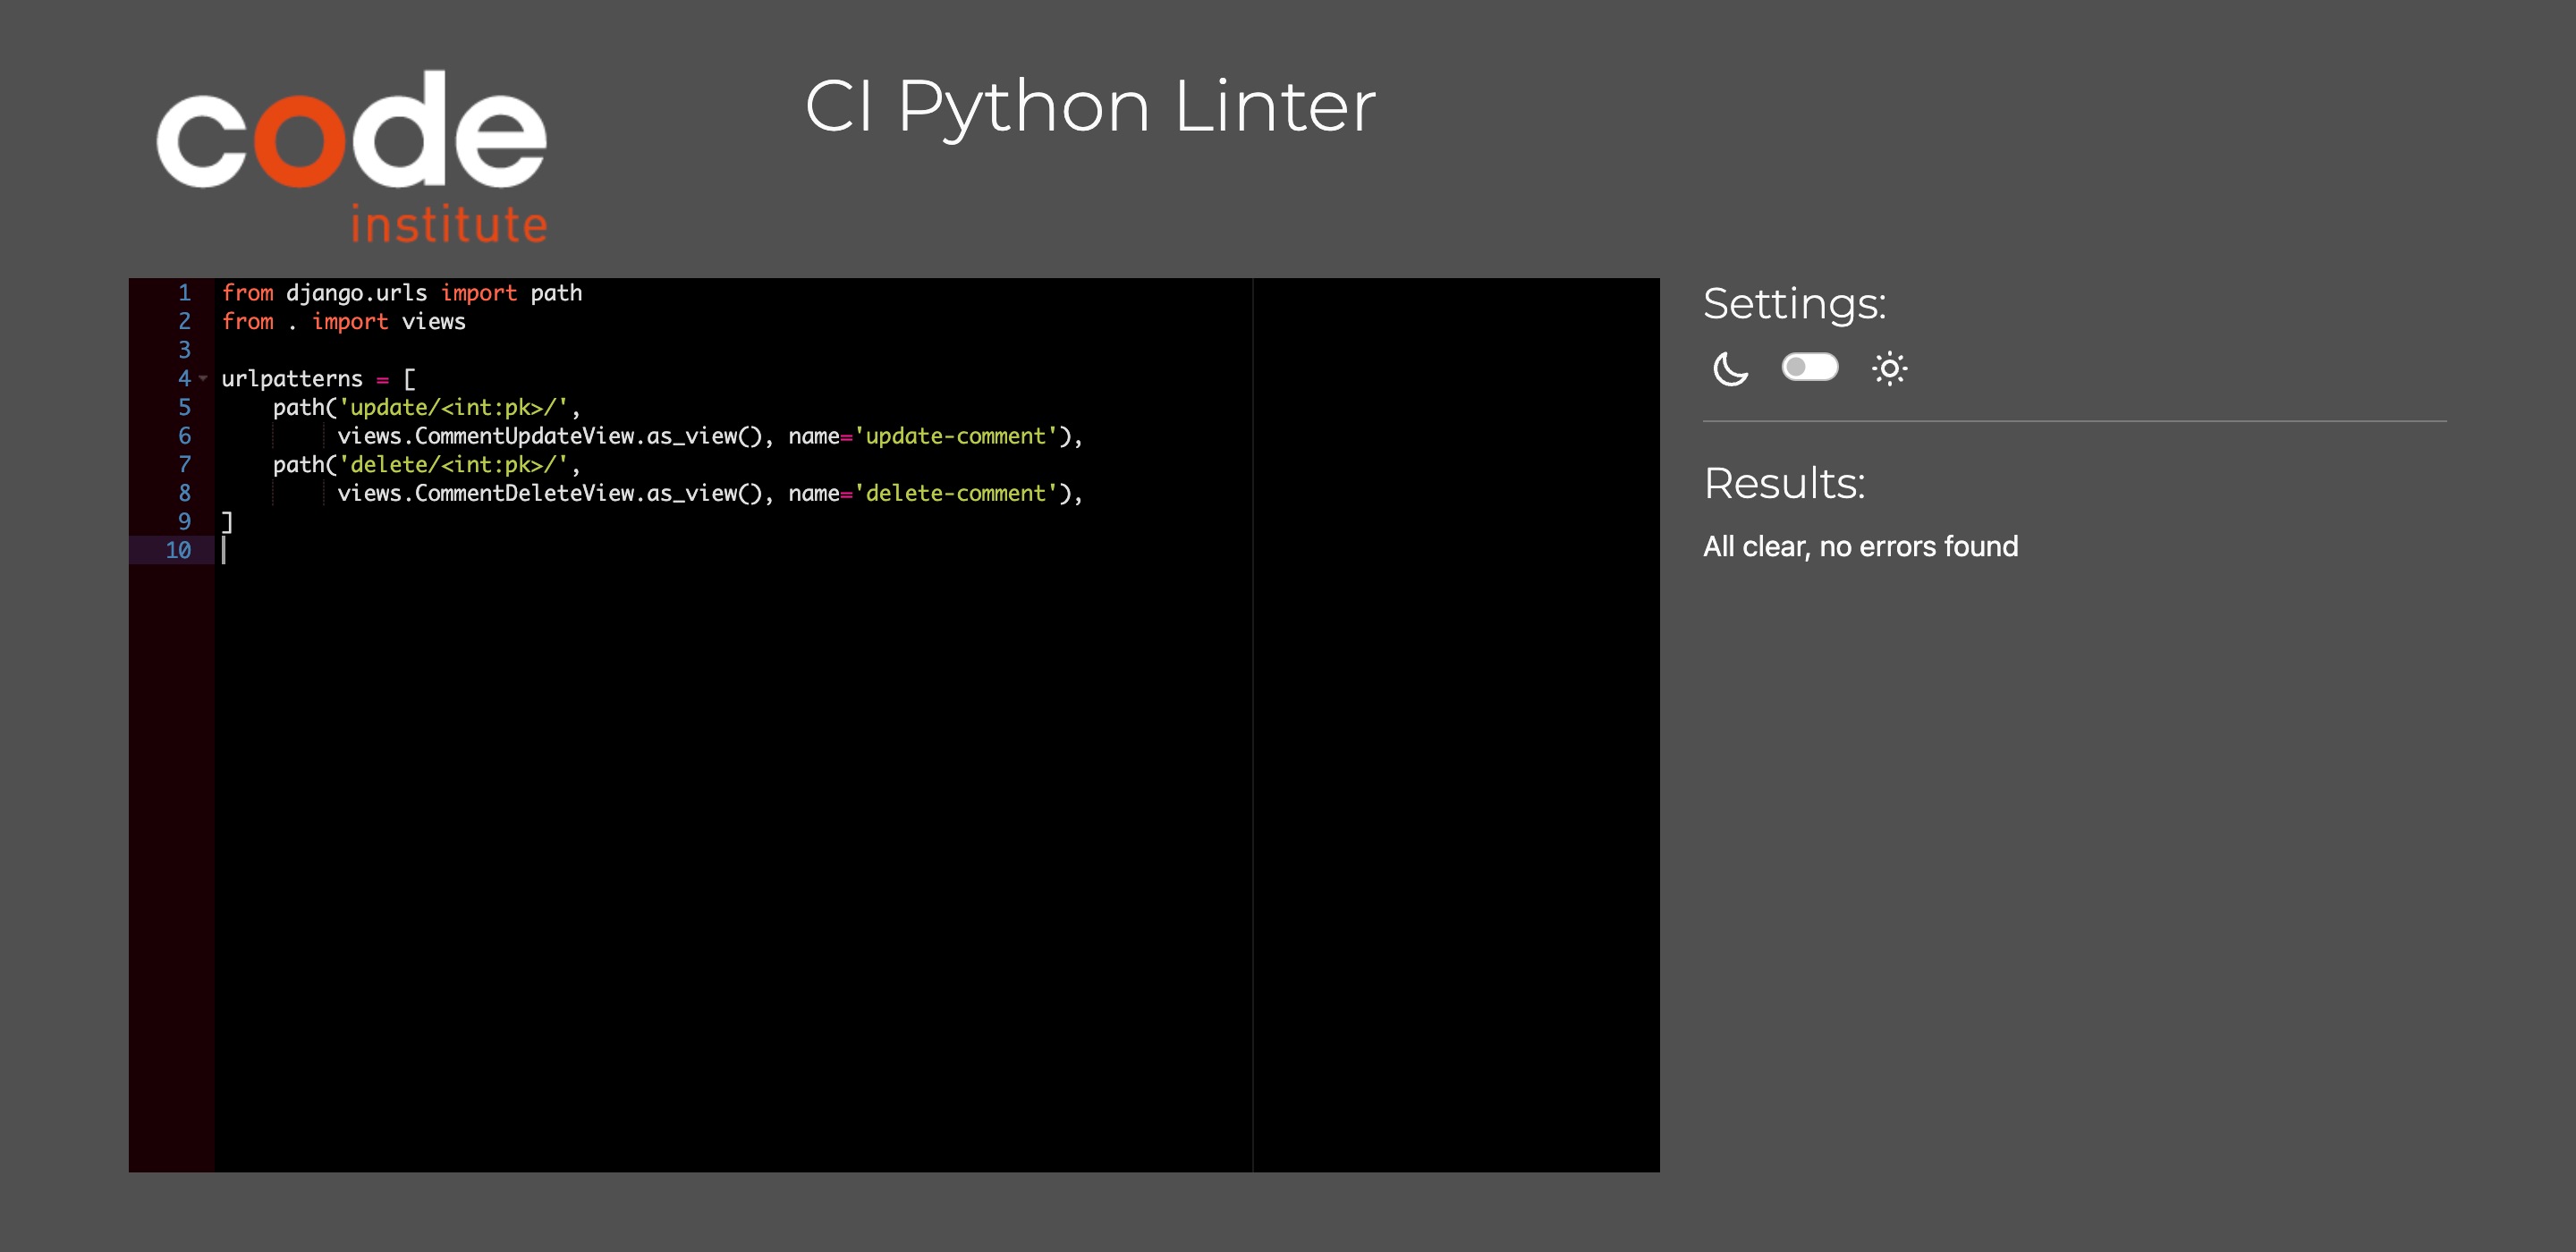 code
institute
CI Python Linter
1 from django.urls import path
2 from . import views
3
4 urlpatterns = [
5     path('update/<int:pk>/',
6          views.CommentUpdateView.as_view(), name='update-comment'),
7     path('delete/<int:pk>/',
8          views.CommentDeleteView.as_view(), name='delete-comment'),
9 ]
10
Settings:
Results:
All clear, no errors found